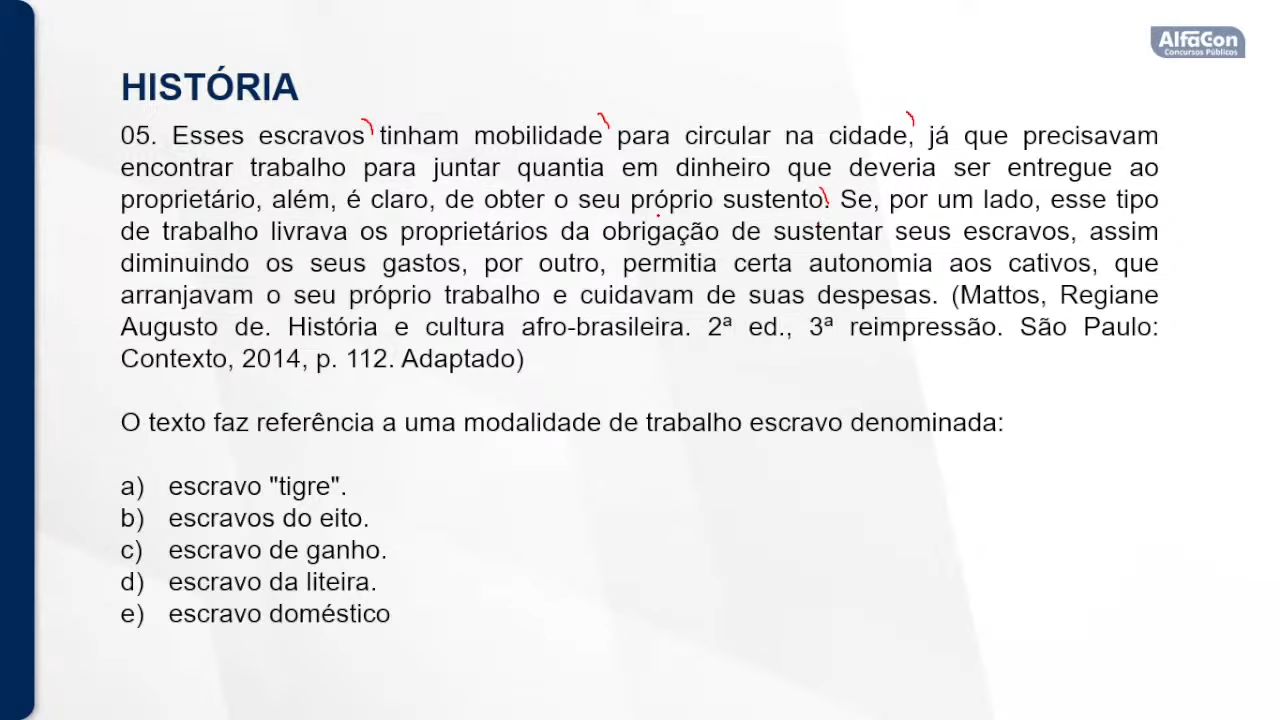 AlfaCon
Concursos Públicos
HISTÓRIA
05. Esses escravos tinham mobilidade para circular na cidade, já que precisavam
encontrar trabalho para juntar quantia em dinheiro que deveria ser entregue ao
proprietário, além, é claro, de obter o seu próprio sustento. Se, por um lado, esse tipo
de trabalho livrava os proprietários da obrigação de sustentar seus escravos, assim
diminuindo os seus gastos, por outro, permitia certa autonomia aos cativos, que
arranjavam o seu próprio trabalho e cuidavam de suas despesas. (Mattos, Regiane
Augusto de. História e cultura afro-brasileira. 2ª ed., 3ª reimpressão. São Paulo:
Contexto, 2014, p. 112. Adaptado)
O texto faz referência a uma modalidade de trabalho escravo denominada:
a) escravo "tigre".
b) escravos do eito.
c) escravo de ganho.
d) escravo da liteira.
e) escravo doméstico